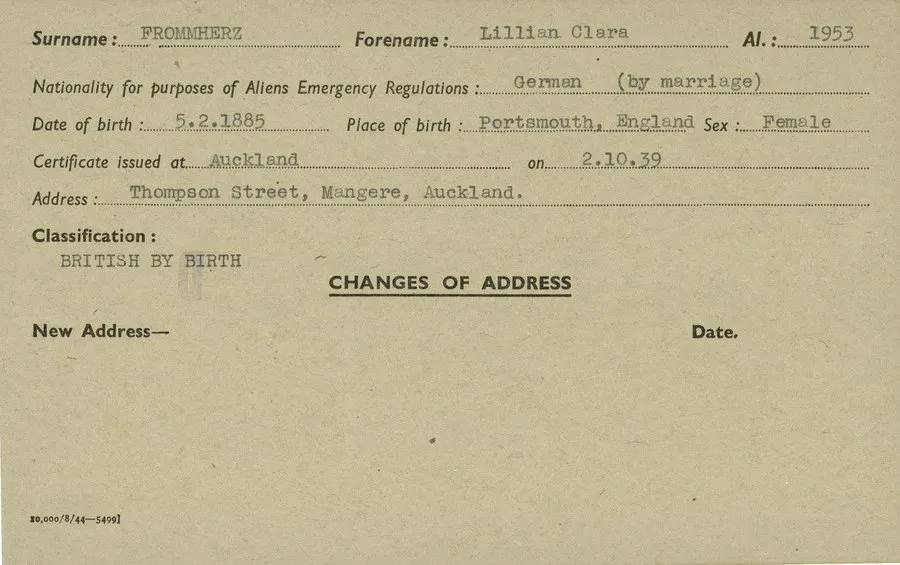 Surname: FROMMHERZ Forename: Lillian Clara Al.: 1953
Nationality for purposes of Aliens Emergency Regulations: German (by marriage)
Date of birth: 5.2.1885 Place of birth: Portsmouth, England Sex: Female
Certificate issued at Auckland on 2.10.39
Address: Thompson Street, Mangere, Auckland.
Classification:
BRITISH BY BIRTH
CHANGES OF ADDRESS
New Address— Date.
10,000/8/44—5499]